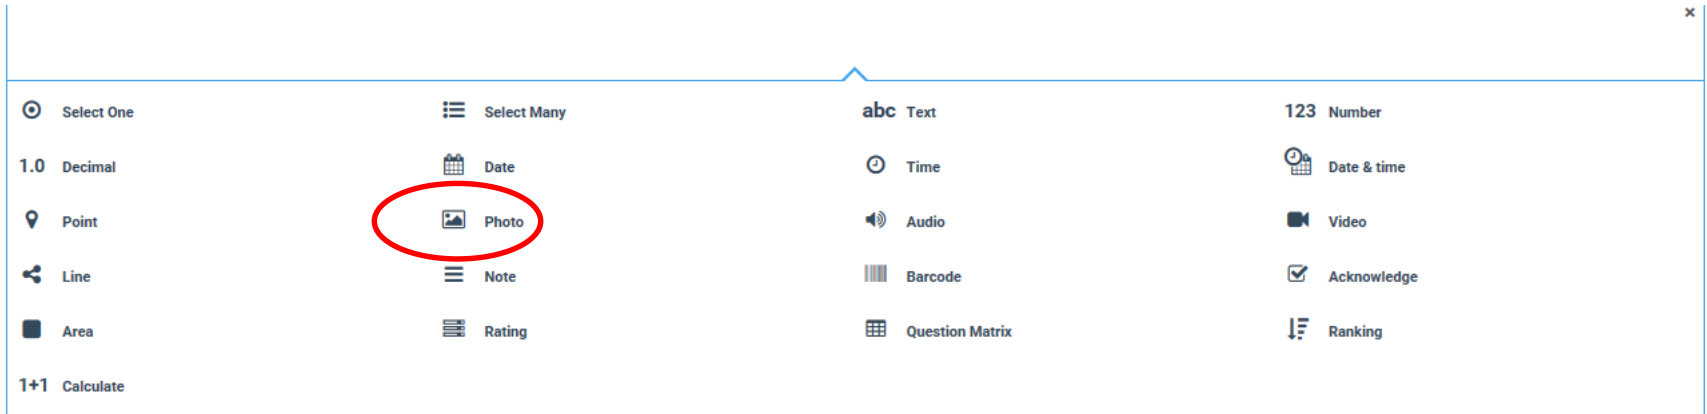 ×
Select One Select Many abc Text 123 Number
1.0 Decimal Date Time Date & time
Point Photo Audio Video
Line Note Barcode Acknowledge
Area Rating Question Matrix Ranking
1+1 Calculate